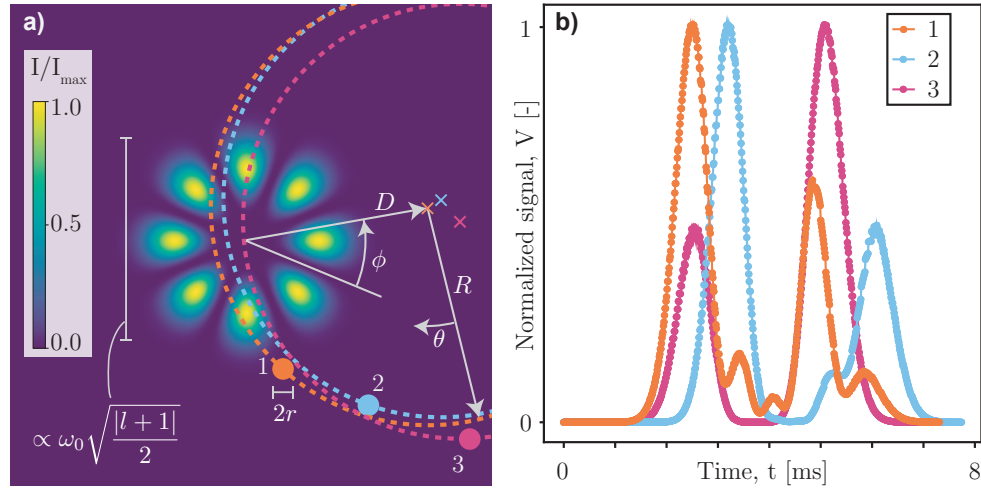 a)
I/I_max
1.0
0.5
0.0
D
ϕ
R
θ
1
2r
2
3
∝ ω₀√(|l + 1|/2)
b)
Normalized signal, V [-]
1
0
1
2
3
0
Time, t [ms]
8